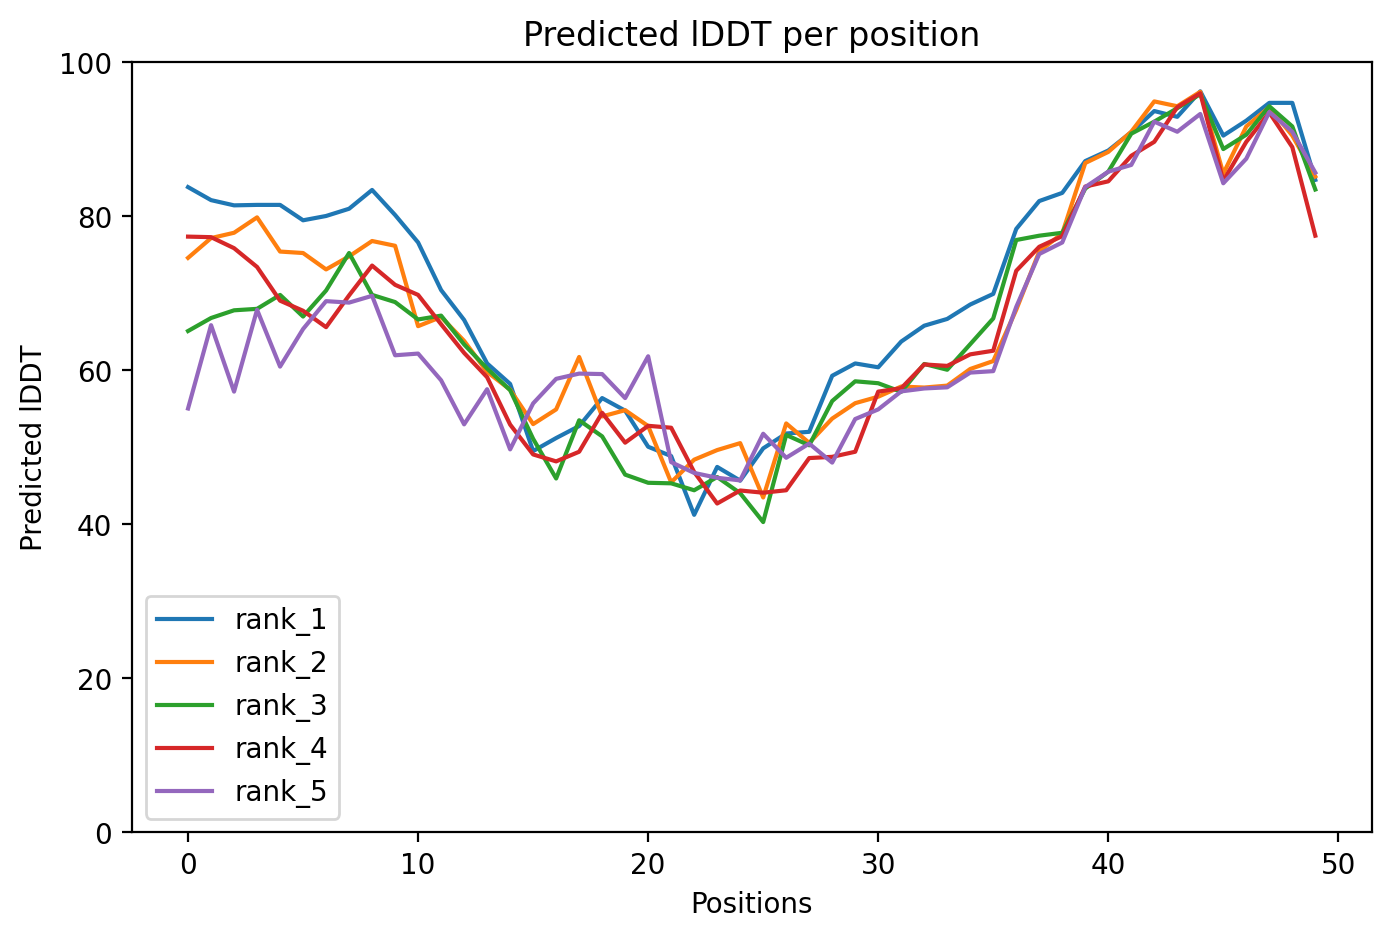 Predicted lDDT per position
100
80
60
40
20
0
Predicted lDDT
rank_1
rank_2
rank_3
rank_4
rank_5
0 10 20 30 40 50
Positions